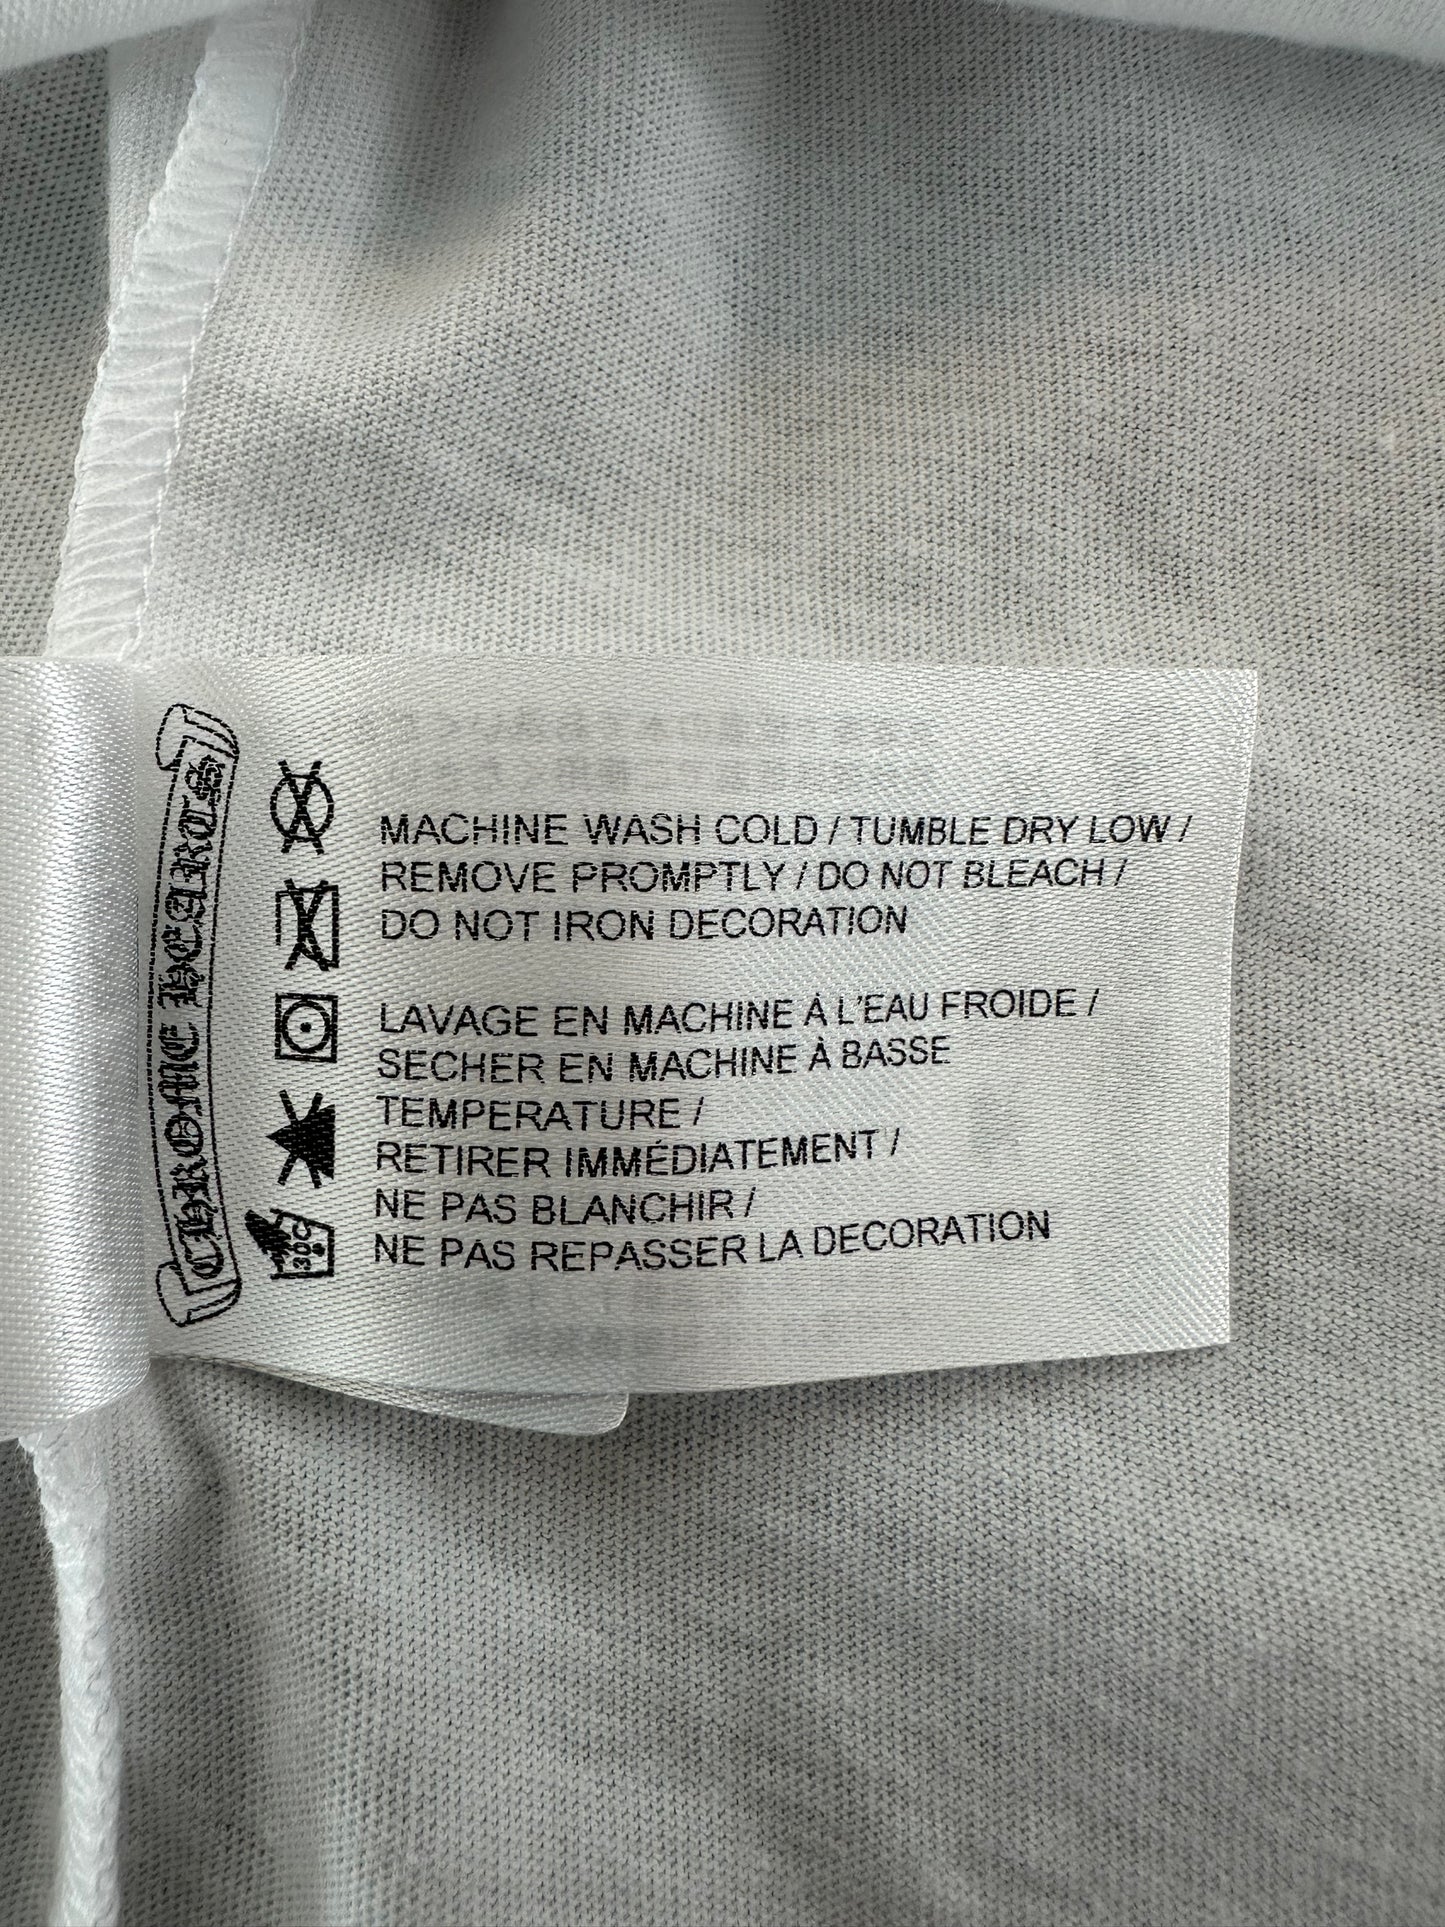 CHROME HEARTS
MACHINE WASH COLD / TUMBLE DRY LOW /
REMOVE PROMPTLY / DO NOT BLEACH /
DO NOT IRON DECORATION
LAVAGE EN MACHINE À L'EAU FROIDE /
SECHER EN MACHINE À BASSE
TEMPERATURE /
RETIRER IMMÉDIATEMENT /
NE PAS BLANCHIR /
NE PAS REPASSER LA DECORATION
30C